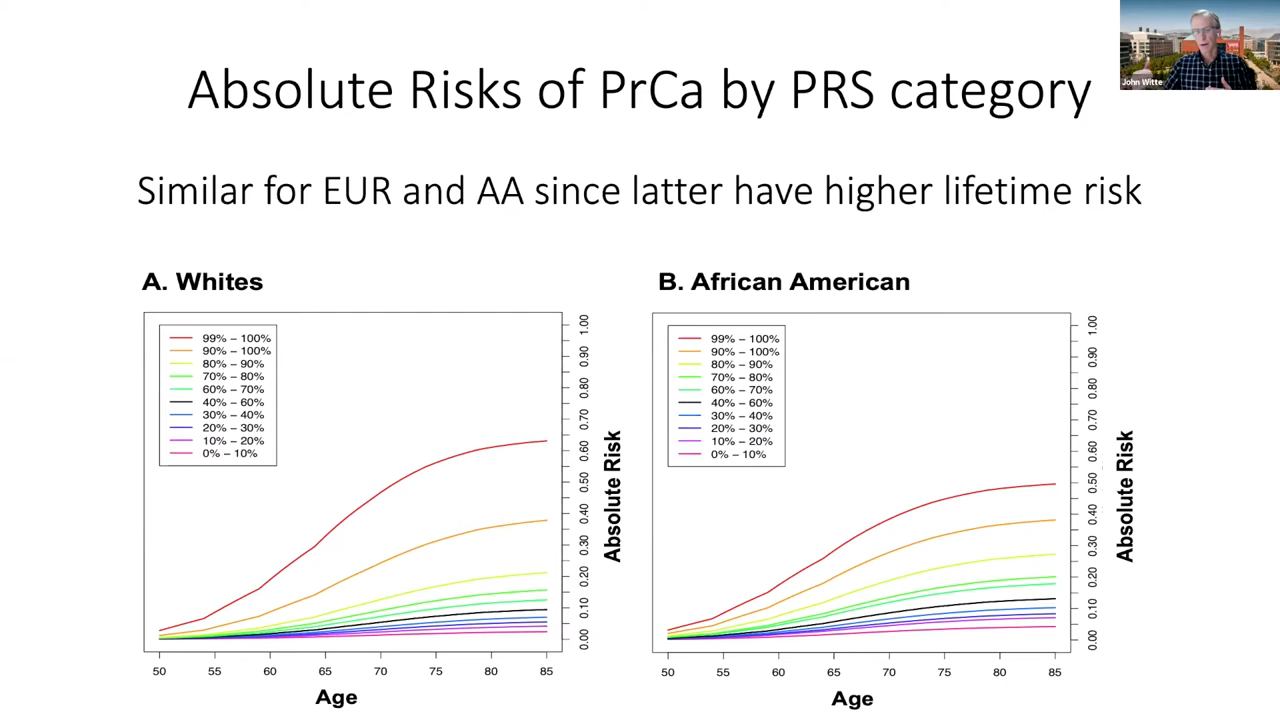 John Witte
Absolute Risks of PrCa by PRS category
Similar for EUR and AA since latter have higher lifetime risk
A. Whites
99% – 100%
90% – 100%
80% – 90%
70% – 80%
60% – 70%
40% – 60%
30% – 40%
20% – 30%
10% – 20%
0% – 10%
1.00
0.90
0.80
0.70
0.60
0.50
0.40
0.30
0.20
0.10
0.00
Absolute Risk
50 55 60 65 70 75 80 85
Age
B. African American
99% – 100%
90% – 100%
80% – 90%
70% – 80%
60% – 70%
40% – 60%
30% – 40%
20% – 30%
10% – 20%
0% – 10%
1.00
0.90
0.80
0.70
0.60
0.50
0.40
0.30
0.20
0.10
0.00
Absolute Risk
50 55 60 65 70 75 80 85
Age